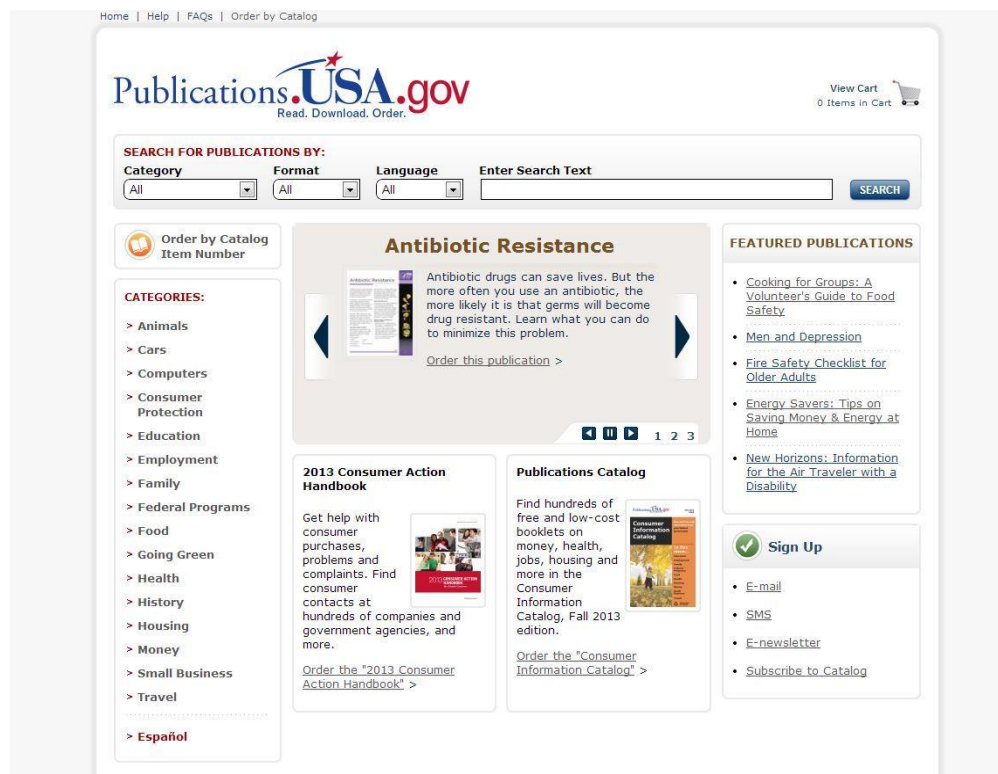 Home | Help | FAQs | Order by Catalog
Publications.USA.gov
Read. Download. Order.
View Cart
0 Items in Cart
SEARCH FOR PUBLICATIONS BY:
Category Format Language Enter Search Text
All All All SEARCH
Order by Catalog
Item Number
CATEGORIES:
> Animals
> Cars
> Computers
> Consumer
Protection
> Education
> Employment
> Family
> Federal Programs
> Food
> Going Green
> Health
> History
> Housing
> Money
> Small Business
> Travel
> Español
Antibiotic Resistance
Antibiotic Resistance
Antibiotic drugs can save lives. But the
more often you use an antibiotic, the
more likely it is that germs will become
drug resistant. Learn what you can do
to minimize this problem.
Order this publication >
1 2 3
2013 Consumer Action
Handbook
Get help with
consumer
purchases,
problems and
complaints. Find
consumer
contacts at
hundreds of companies and
government agencies, and
more.
2013 CONSUMER ACTION
HANDBOOK
Order the "2013 Consumer
Action Handbook" >
Publications Catalog
Find hundreds of
free and low-cost
booklets on
money, health,
jobs, housing and
more in the
Consumer
Information
Catalog, Fall 2013
edition.
Consumer
Information
Catalog
Order the "Consumer
Information Catalog" >
FEATURED PUBLICATIONS
• Cooking for Groups: A
Volunteer's Guide to Food
Safety
• Men and Depression
• Fire Safety Checklist for
Older Adults
• Energy Savers: Tips on
Saving Money & Energy at
Home
• New Horizons: Information
for the Air Traveler with a
Disability
Sign Up
• E-mail
• SMS
• E-newsletter
• Subscribe to Catalog